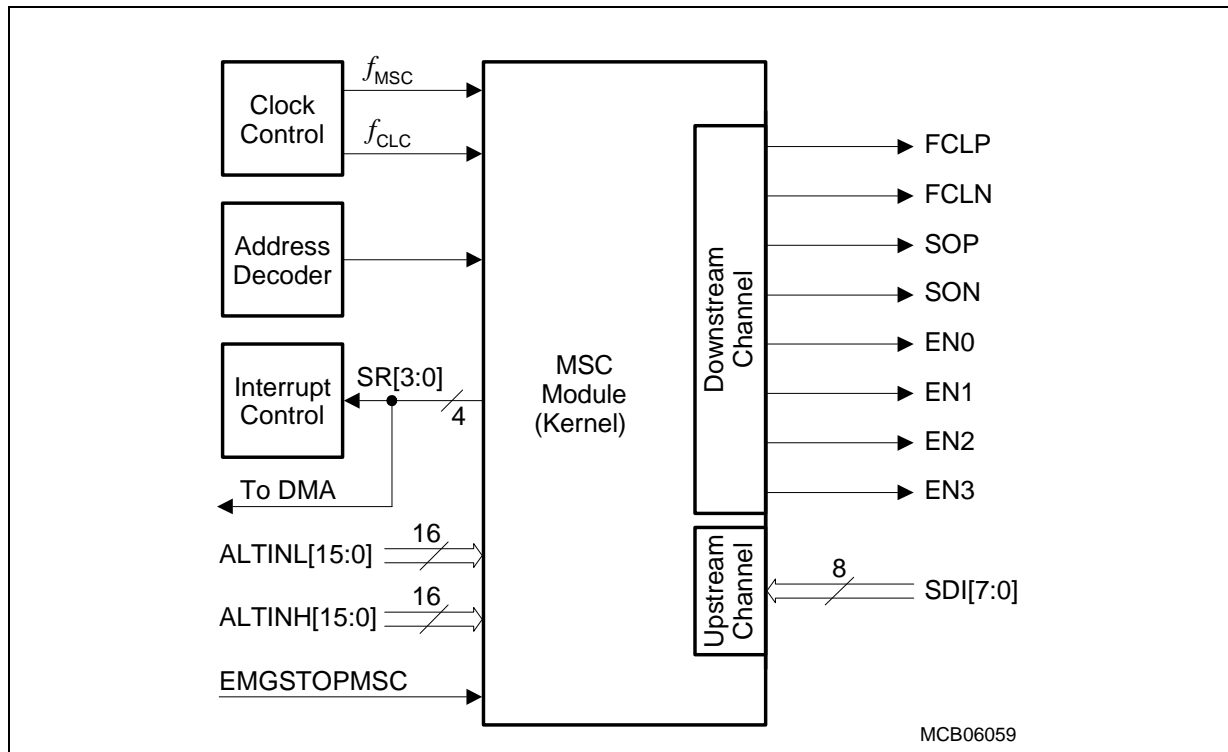 Clock
Control
fMSC
fCLC
Address
Decoder
Interrupt
Control
SR[3:0]
4
To DMA
ALTINL[15:0]
16
ALTINH[15:0]
16
EMGSTOPMSC
MSC
Module
(Kernel)
Downstream
Channel
Upstream
Channel
FCLP
FCLN
SOP
SON
EN0
EN1
EN2
EN3
8
SDI[7:0]
MCB06059